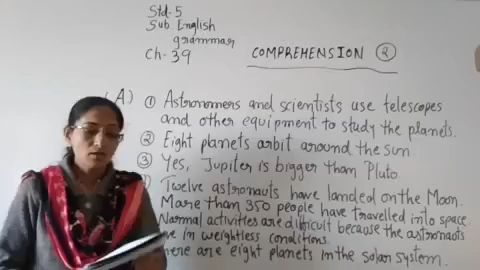 Std-5
Sub English
grammar
Ch-39
COMPREHENSION ②
(A) ① Astronomers and scientists use telescopes
and other equipment to study the planets.
② Eight planets orbit around the sun.
③ Yes, Jupiter is bigger than Pluto.
Twelve astronauts have landed on the Moon.
More than 350 people have travelled into space.
Normal activities are difficult because the astronauts
in weightless conditions.
are eight planets in the solar system.